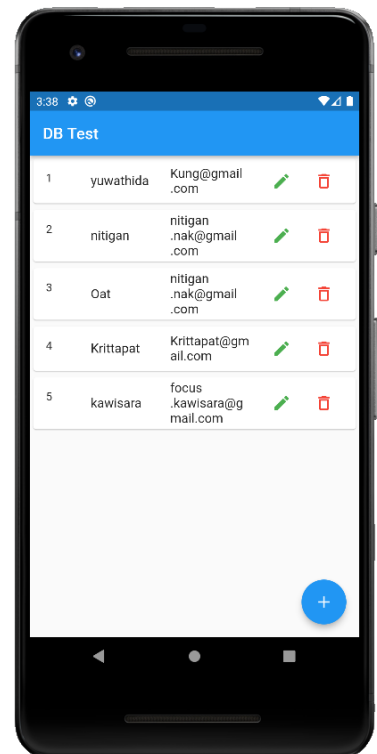 3:38
DB Test
1 yuwathida Kung@gmail
.com
2 nitigan nitigan
.nak@gmail
.com
3 Oat nitigan
.nak@gmail
.com
4 Krittapat Krittapat@gm
ail.com
5 kawisara focus
.kawisara@g
mail.com